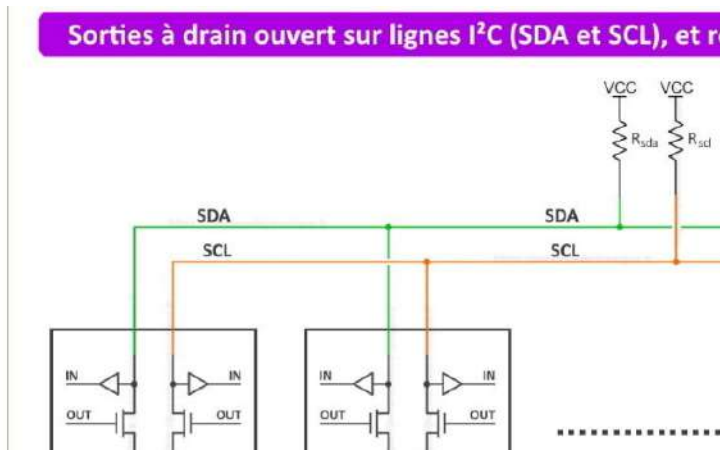 Sorties à drain ouvert sur lignes I²C (SDA et SCL), et r
VCC VCC
Rsda Rscl
SDA SDA
SCL SCL
IN IN IN IN
OUT OUT OUT OUT